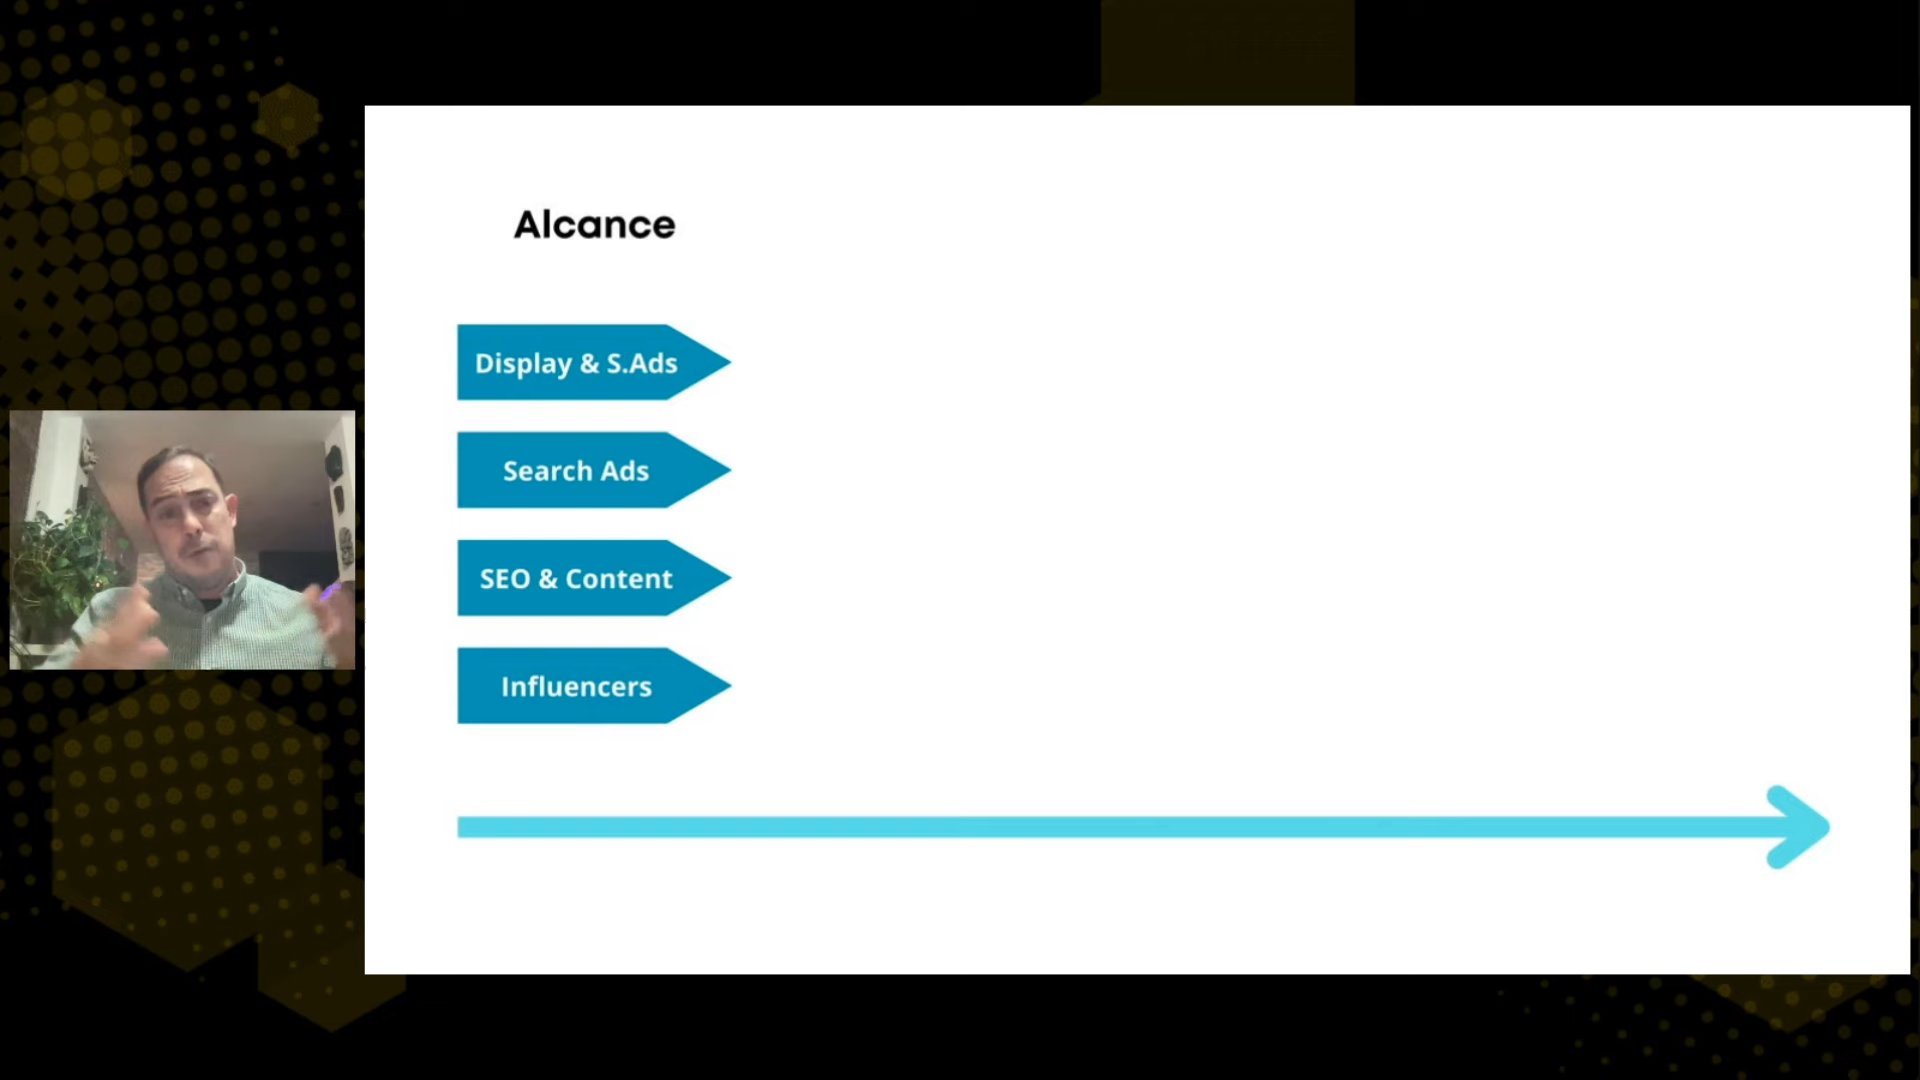 Alcance
Display & S.Ads
Search Ads
SEO & Content
Influencers